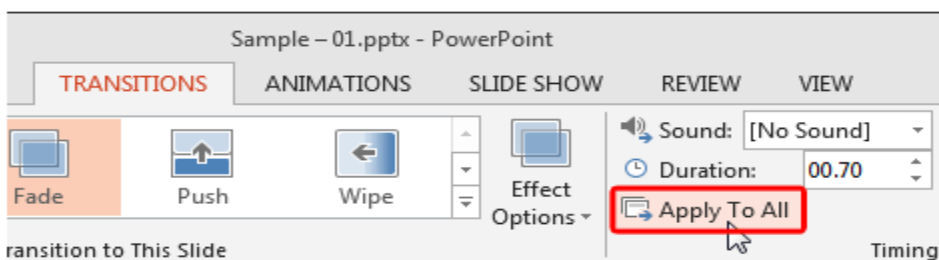 Sample – 01.pptx - PowerPoint
TRANSITIONS ANIMATIONS SLIDE SHOW REVIEW VIEW
Sound: [No Sound]
Duration: 00.70
Fade Push Wipe Effect Options
Apply To All
ransition to This Slide Timing